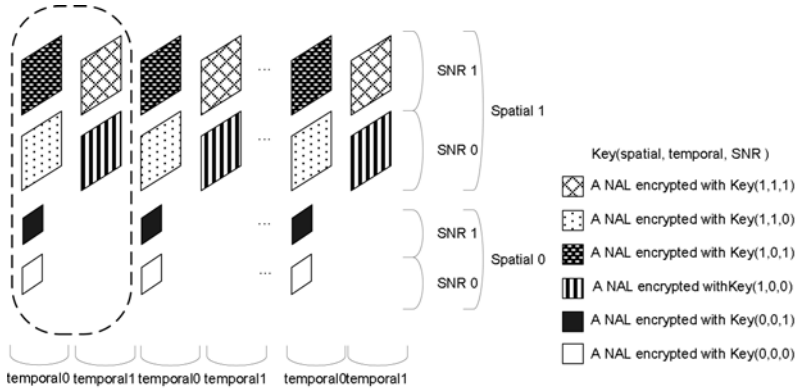 SNR 1
Spatial 1
SNR 0
SNR 1
Spatial 0
SNR 0
...
...
...
...
temporal0 temporal1 temporal0 temporal1 temporal0temporal1
Key(spatial, temporal, SNR )
A NAL encrypted with Key(1,1,1)
A NAL encrypted with Key(1,1,0)
A NAL encrypted with Key(1,0,1)
A NAL encrypted withKey(1,0,0)
A NAL encrypted with Key(0,0,1)
A NAL encrypted with Key(0,0,0)